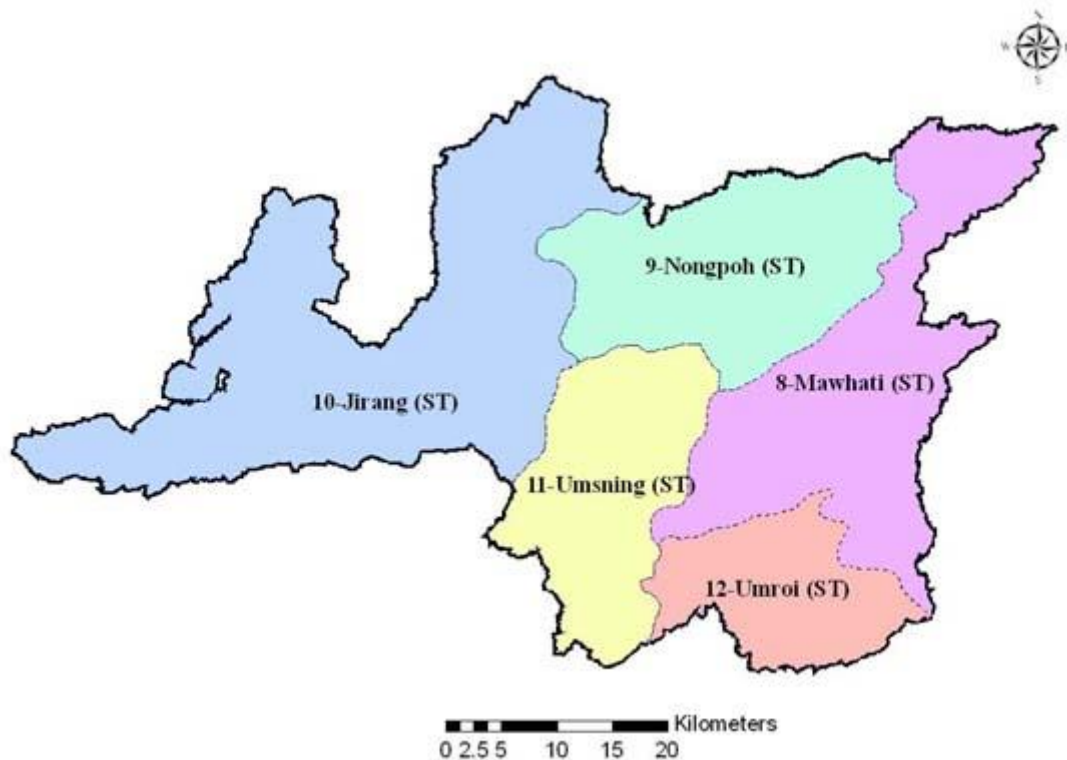 N
W E
S
9-Nongpoh (ST)
8-Mawhati (ST)
10-Jirang (ST)
11-Umsning (ST)
12-Umroi (ST)
Kilometers
0 2.5 5 10 15 20